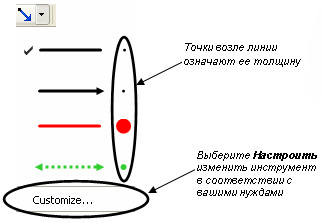 Точки возле линии
означают ее толщину
Выберите Настроить
изменить инструмент
в соответствии с
вашими нуждами
Customize...